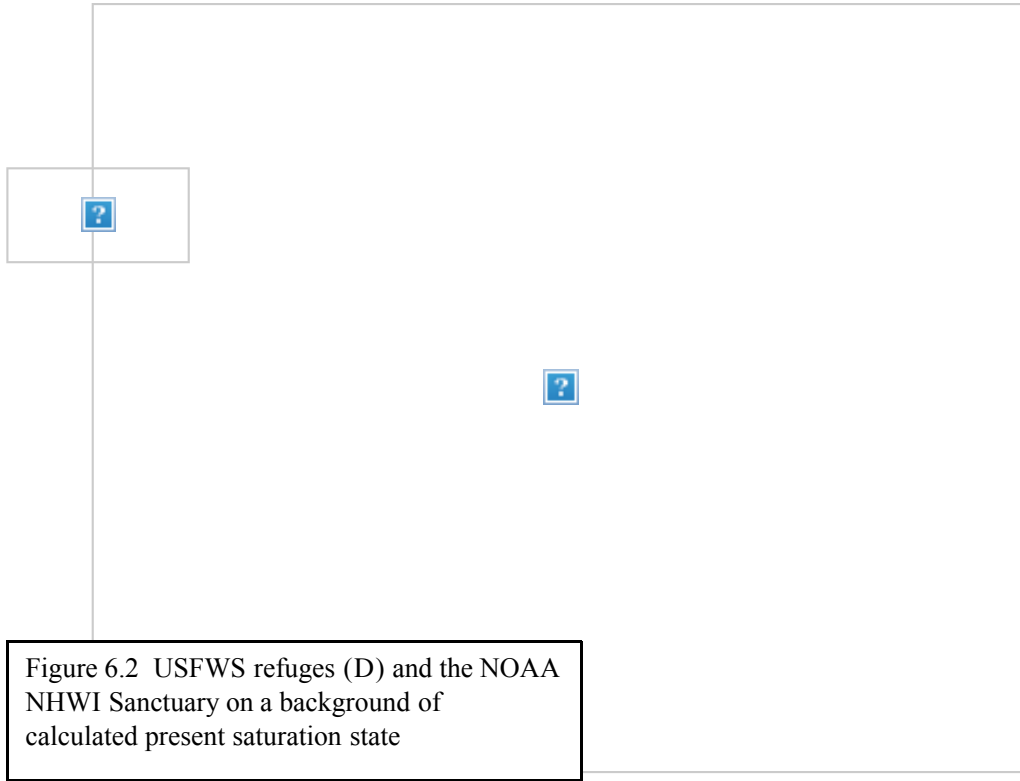 Figure 6.2 USFWS refuges (D) and the NOAA
NHWI Sanctuary on a background of
calculated present saturation state